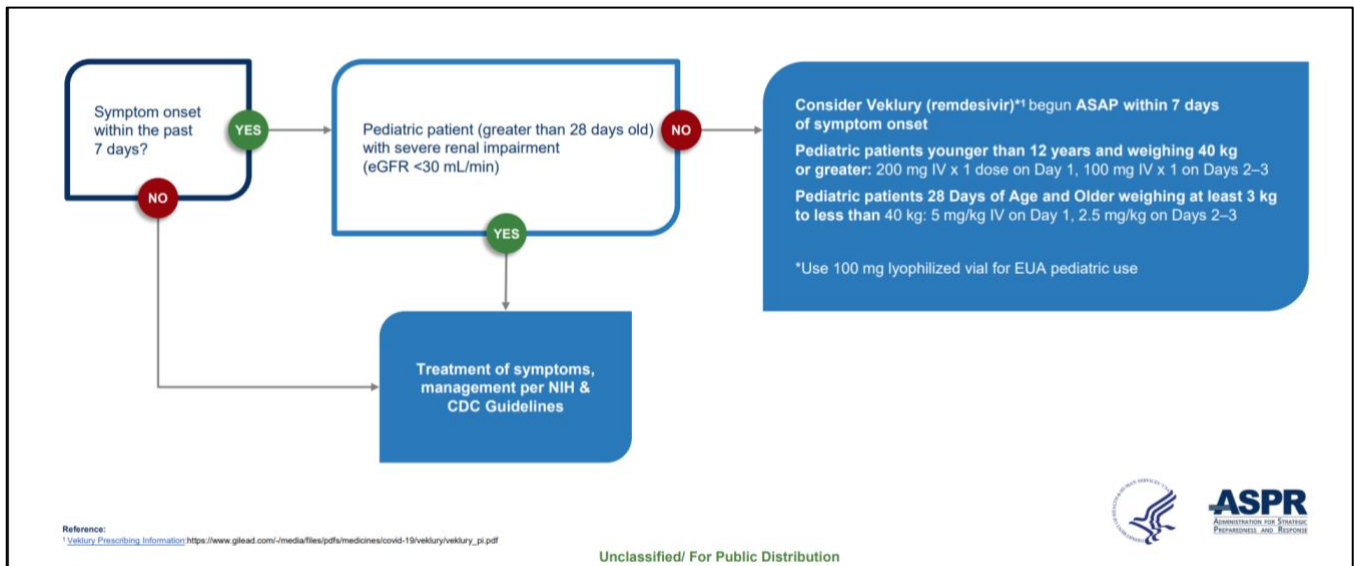 Symptom onset
within the past
7 days?
YES
NO
Pediatric patient (greater than 28 days old)
with severe renal impairment
(eGFR <30 mL/min)
NO
YES
Consider Veklury (remdesivir)*¹ begun ASAP within 7 days
of symptom onset
Pediatric patients younger than 12 years and weighing 40 kg
or greater: 200 mg IV x 1 dose on Day 1, 100 mg IV x 1 on Days 2–3
Pediatric patients 28 Days of Age and Older weighing at least 3 kg
to less than 40 kg: 5 mg/kg IV on Day 1, 2.5 mg/kg on Days 2–3
*Use 100 mg lyophilized vial for EUA pediatric use
Treatment of symptoms,
management per NIH &
CDC Guidelines
Reference:
¹ Veklury Prescribing Information:https://www.gilead.com/-/media/files/pdfs/medicines/covid-19/veklury/veklury_pi.pdf
ASPR
ADMINISTRATION FOR STRATEGIC
PREPAREDNESS AND RESPONSE
Unclassified/ For Public Distribution